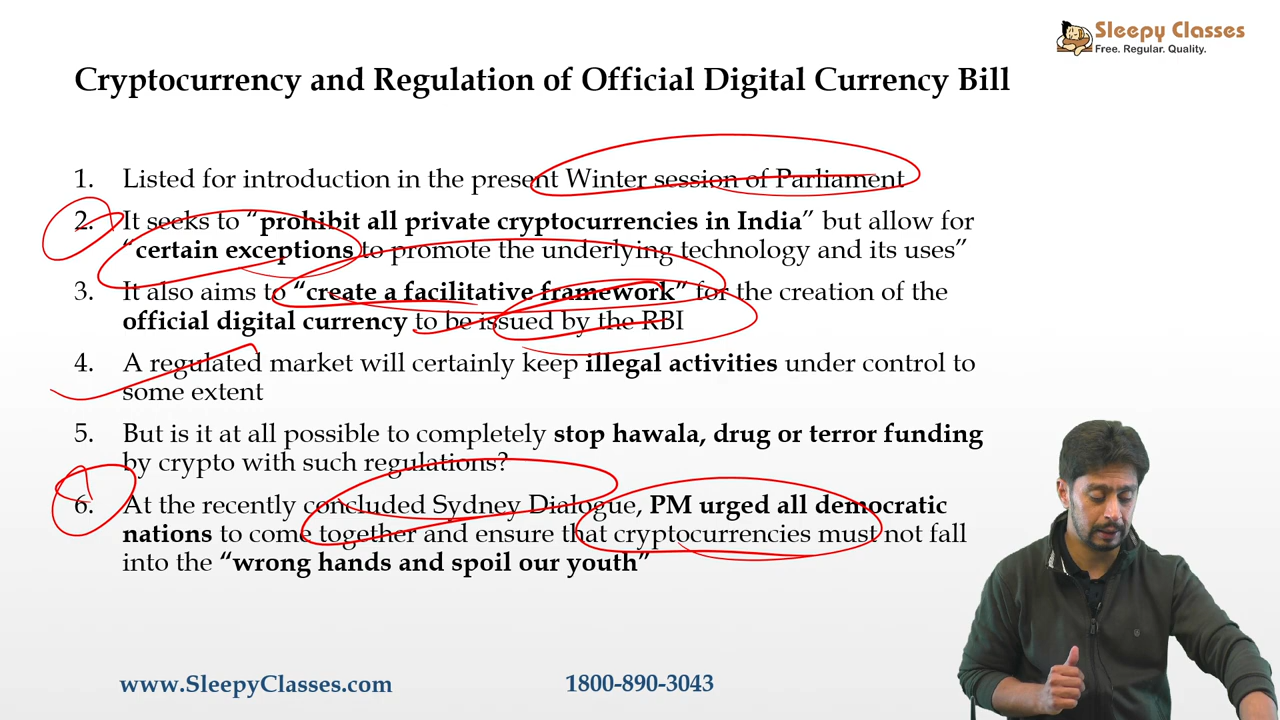 Sleepy Classes
Free. Regular. Quality.
Cryptocurrency and Regulation of Official Digital Currency Bill
1. Listed for introduction in the present Winter session of Parliament
2. It seeks to “prohibit all private cryptocurrencies in India” but allow for
“certain exceptions to promote the underlying technology and its uses”
3. It also aims to “create a facilitative framework” for the creation of the
official digital currency to be issued by the RBI
4. A regulated market will certainly keep illegal activities under control to
some extent
5. But is it at all possible to completely stop hawala, drug or terror funding
by crypto with such regulations?
6. At the recently concluded Sydney Dialogue, PM urged all democratic
nations to come together and ensure that cryptocurrencies must not fall
into the “wrong hands and spoil our youth”
www.SleepyClasses.com
1800-890-3043